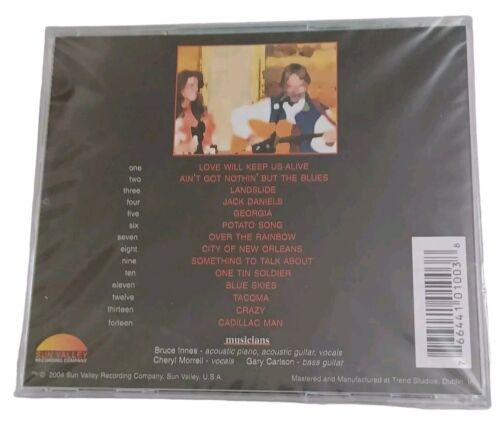 one LOVE WILL KEEP US ALIVE
two AIN'T GOT NOTHIN' BUT THE BLUES
three LANDSLIDE
four JACK DANIELS
five GEORGIA
six POTATO SONG
seven OVER THE RAINBOW
eight CITY OF NEW ORLEANS
nine SOMETHING TO TALK ABOUT
ten ONE TIN SOLDIER
eleven BLUE SKIES
twelve TACOMA
thirteen CRAZY
forteen CADILLAC MAN
musicians
Bruce Innes - acoustic piano, acoustic guitar, vocals
Cheryl Morrell - vocals Gary Carlson - bass guitar
SUN VALLEY
RECORDING COMPANY
© 2004 Sun Valley Recording Company, Sun Valley, U.S.A.
Mastered and Manufactured at Trend Studios, Dublin,
7 66441 01003 8